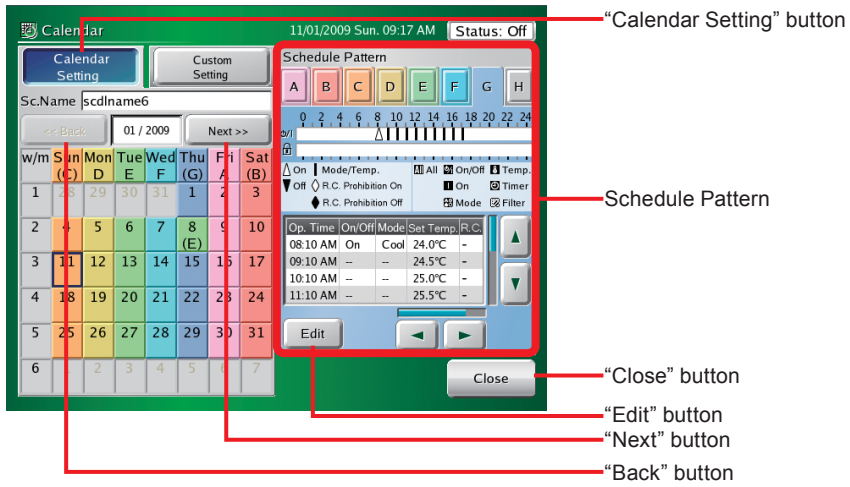 Calendar 11/01/2009 Sun. 09:17 AM Status: Off
"Calendar Setting" button
Calendar Setting
Custom Setting
Sc.Name scdlname6
<< Back 01 / 2009 Next >>
w/m Sun Mon Tue Wed Thu Fri Sat
(C) D E F (G) A (B)
1 28 29 30 31 1 2 3
2 4 5 6 7 8 9 10
(E)
3 11 12 13 14 15 16 17
4 18 19 20 21 22 23 24
5 25 26 27 28 29 30 31
6 1 2 3 4 5 6 7
Schedule Pattern
A B C D E F G H
0 2 4 6 8 10 12 14 16 18 20 22 24
On Mode/Temp. All All On/Off Temp.
Off R.C. Prohibition On On Timer
R.C. Prohibition Off Mode Filter
Op. Time On/Off Mode Set Temp. R.C.
08:10 AM On Cool 24.0°C -
09:10 AM -- -- 24.5°C -
10:10 AM -- -- 25.0°C -
11:10 AM -- -- 25.5°C -
Edit
Close
Schedule Pattern
"Close" button
"Edit" button
"Next" button
"Back" button